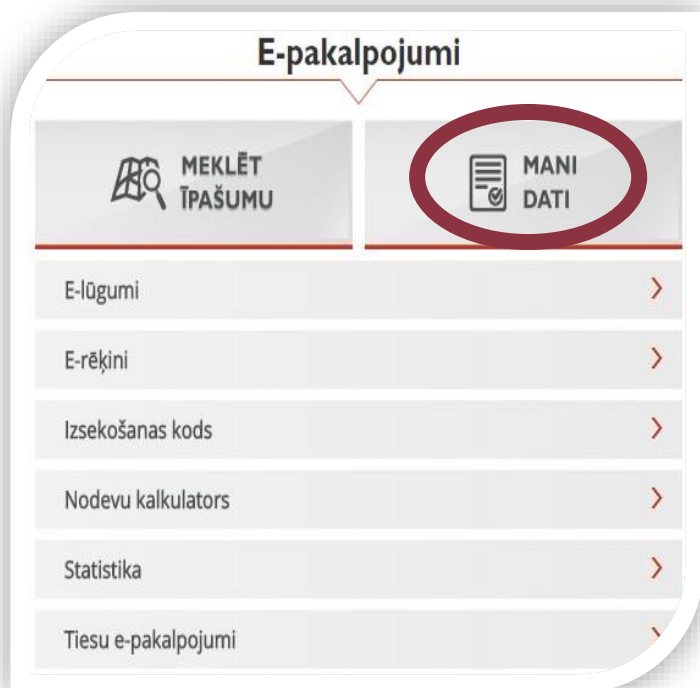 E-pakalpojumi
MEKLĒT
ĪPAŠUMU
MANI
DATI
E-lūgumi
E-rēķini
Izsekošanas kods
Nodevu kalkulators
Statistika
Tiesu e-pakalpojumi